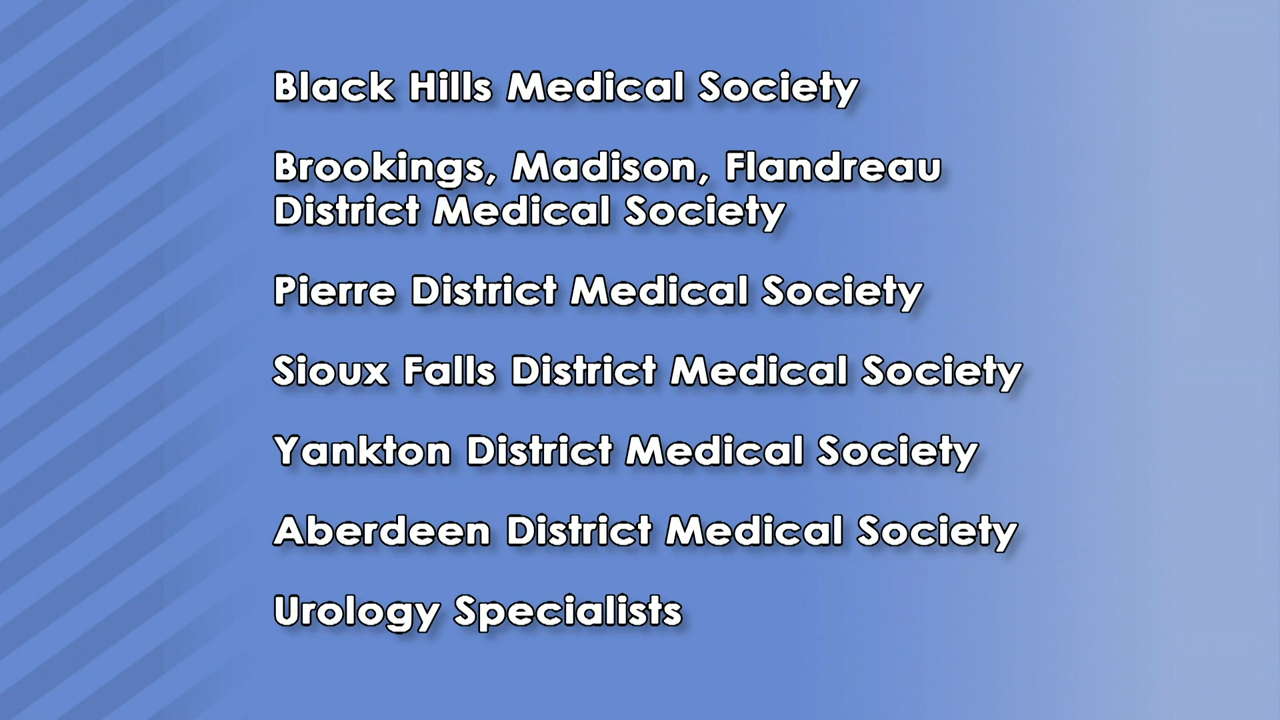 Black Hills Medical Society
Brookings, Madison, Flandreau
District Medical Society
Pierre District Medical Society
Sioux Falls District Medical Society
Yankton District Medical Society
Aberdeen District Medical Society
Urology Specialists